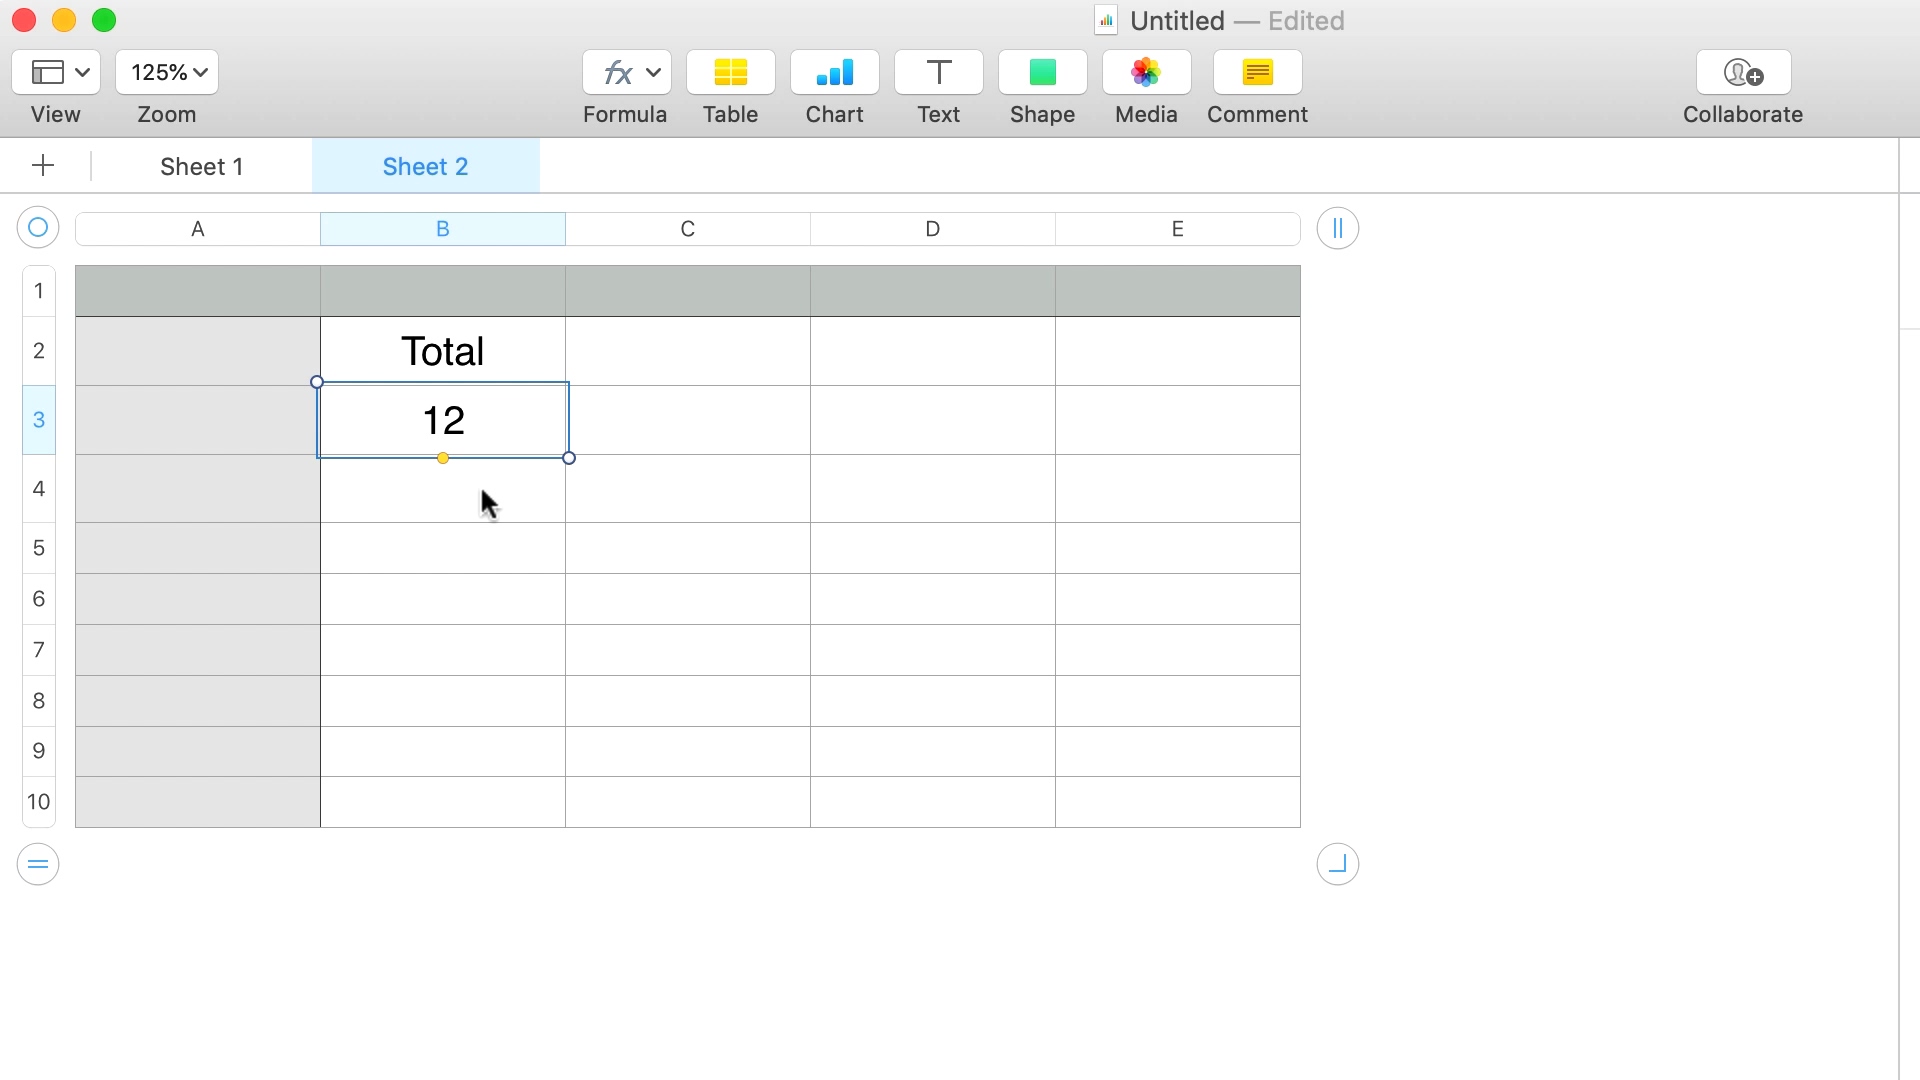 Untitled — Edited
125%
View Zoom Formula Table Chart Text Shape Media Comment Collaborate
Sheet 1 Sheet 2
A B C D E
1
2 Total
3 12
4
5
6
7
8
9
10